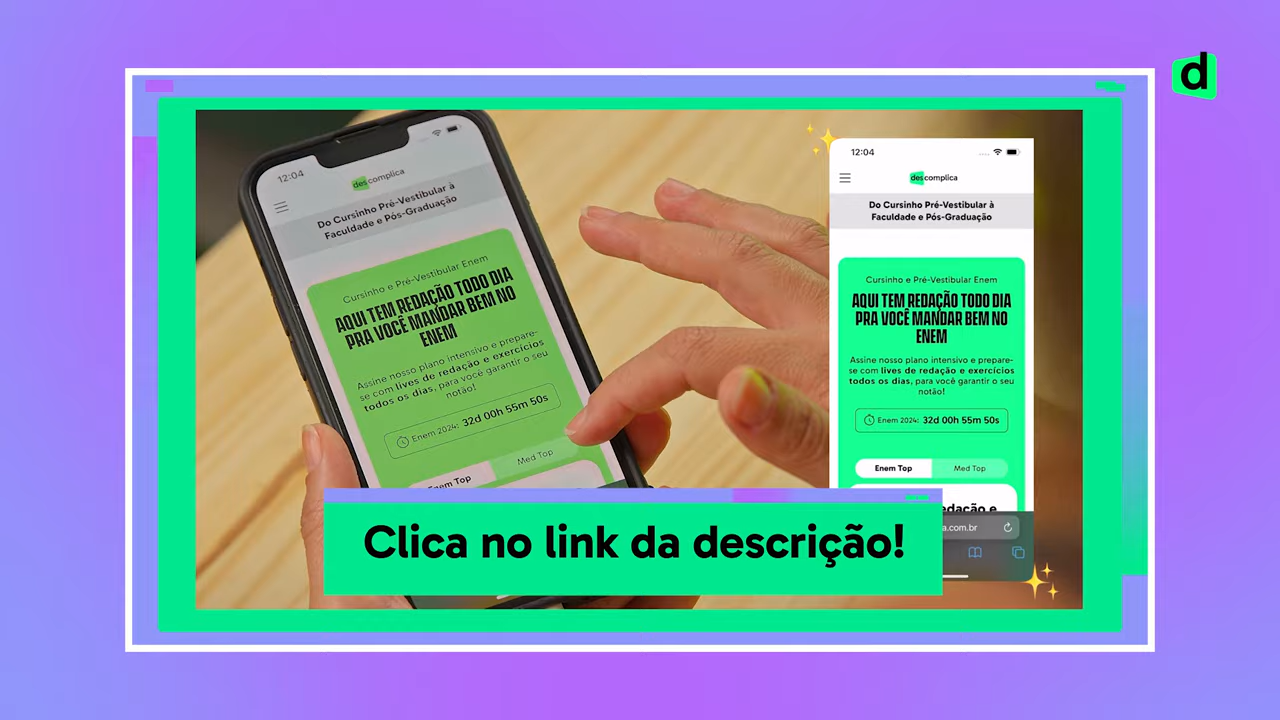 d
12:04
descomplica
Do Cursinho Pré-Vestibular à
Faculdade e Pós-Graduação
Cursinho e Pré-Vestibular Enem
AQUI TEM REDAÇÃO TODO DIA
PRA VOCÊ MANDAR BEM NO
ENEM
Assine nosso plano intensivo e prepare-
se com lives de redação e exercícios
todos os dias, para você garantir o seu
notão!
Enem 2024: 32d 00h 55m 50s
Enem Top
Med Top
12:04
descomplica
Do Cursinho Pré-Vestibular à
Faculdade e Pós-Graduação
Cursinho e Pré-Vestibular Enem
AQUI TEM REDAÇÃO TODO DIA
PRA VOCÊ MANDAR BEM NO
ENEM
Assine nosso plano intensivo e prepare-
se com lives de redação e exercícios
todos os dias, para você garantir o seu
notão!
Enem 2024: 32d 00h 55m 50s
Enem Top
Med Top
edação e
a.com.br
Clica no link da descrição!